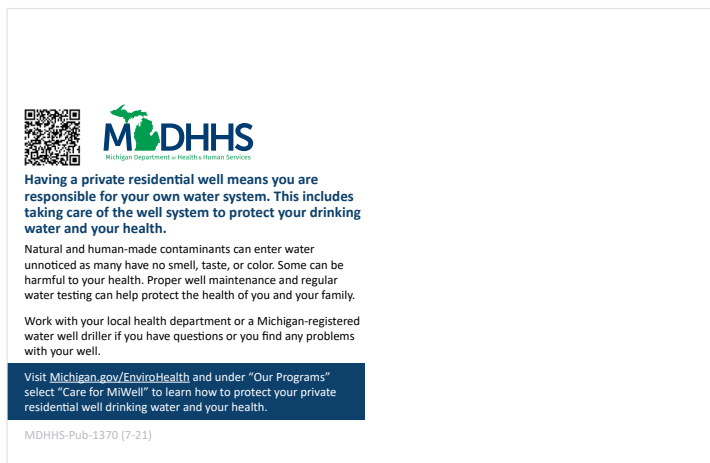 MDHHS
Michigan Department of Health & Human Services
Having a private residential well means you are
responsible for your own water system. This includes
taking care of the well system to protect your drinking
water and your health.
Natural and human-made contaminants can enter water
unnoticed as many have no smell, taste, or color. Some can be
harmful to your health. Proper well maintenance and regular
water testing can help protect the health of you and your family.
Work with your local health department or a Michigan-registered
water well driller if you have questions or you find any problems
with your well.
Visit Michigan.gov/EnviroHealth and under “Our Programs”
select “Care for MiWell” to learn how to protect your private
residential well drinking water and your health.
MDHHS-Pub-1370 (7-21)